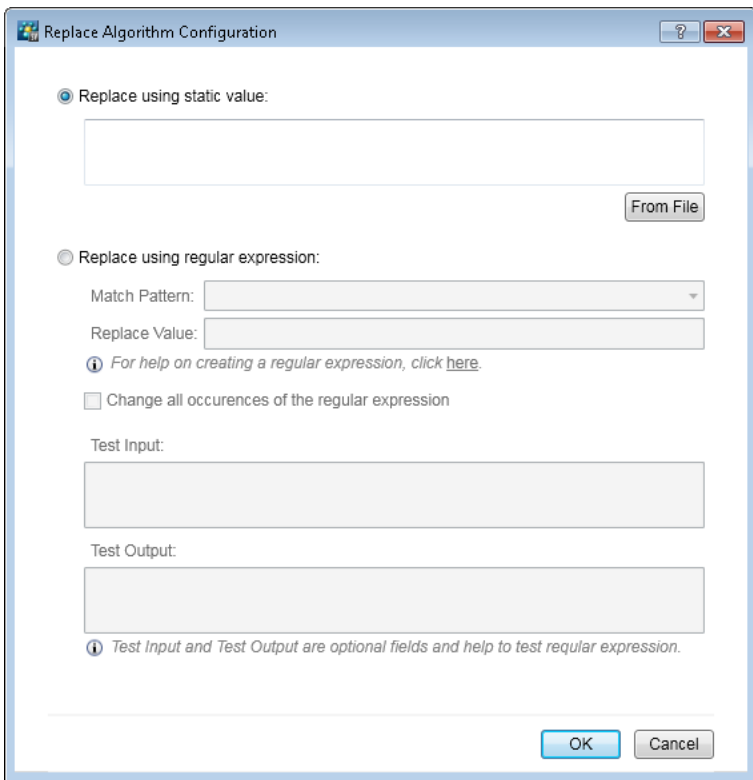 Replace Algorithm Configuration
Replace using static value:
From File
Replace using regular expression:
Match Pattern:
Replace Value:
For help on creating a regular expression, click here.
Change all occurences of the regular expression
Test Input:
Test Output:
Test Input and Test Output are optional fields and help to test regular expression.
OK Cancel